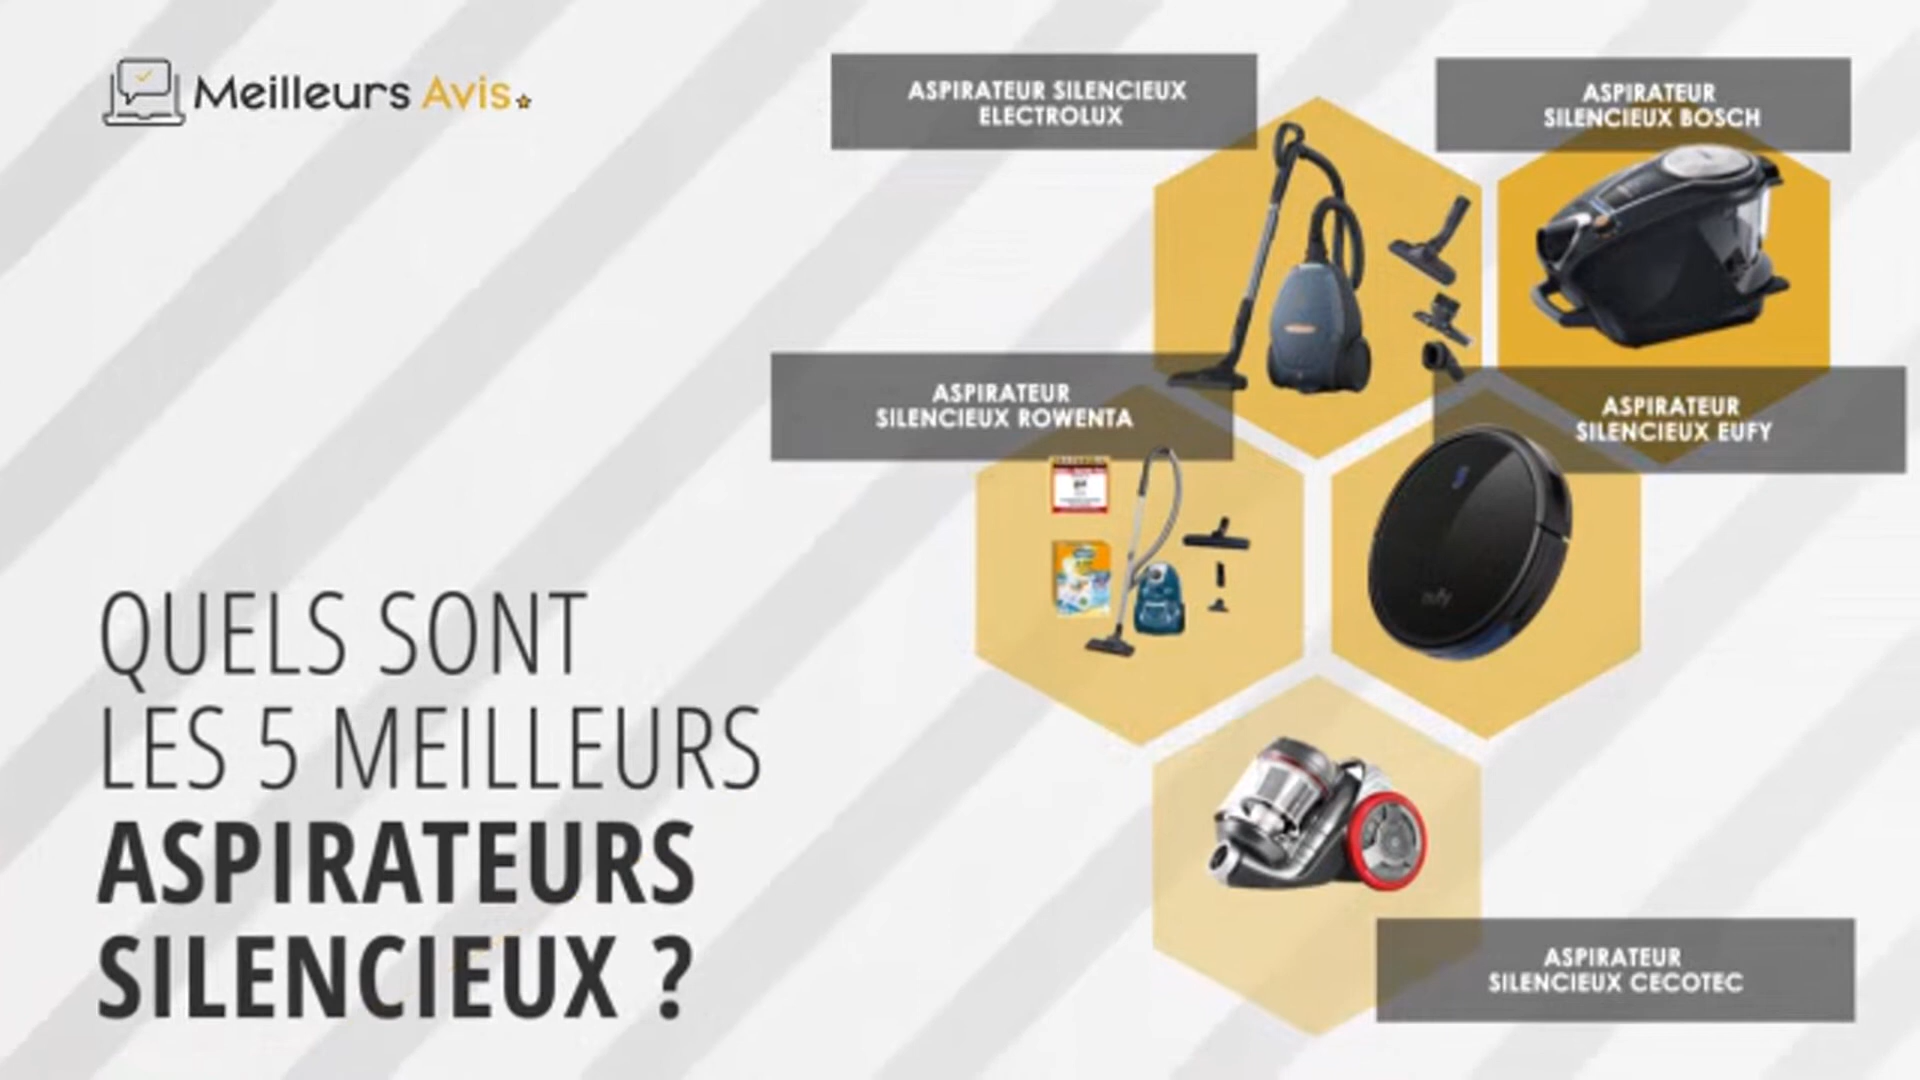 Meilleurs Avis
QUELS SONT
LES 5 MEILLEURS
ASPIRATEURS
SILENCIEUX ?
ASPIRATEUR SILENCIEUX
ELECTROLUX
ASPIRATEUR
SILENCIEUX BOSCH
ASPIRATEUR
SILENCIEUX ROWENTA
ASPIRATEUR
SILENCIEUX EUFY
eufy
ASPIRATEUR
SILENCIEUX CECOTEC